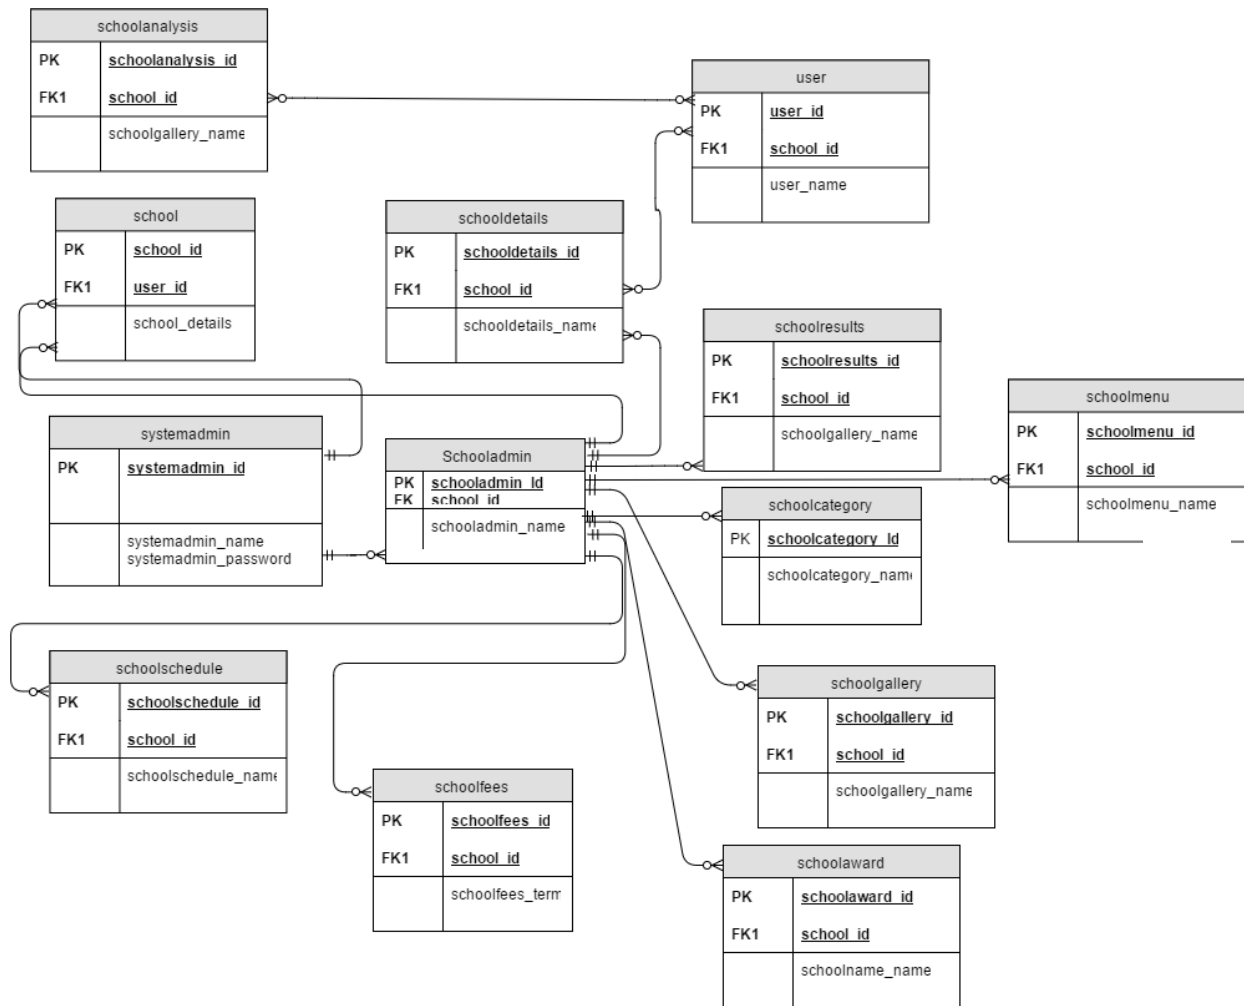 schoolanalysis
PK schoolanalysis_id
FK1 school_id
schoolgallery_name
user
PK user_id
FK1 school_id
user_name
school
PK school_id
FK1 user_id
school_details
schooldetails
PK schooldetails_id
FK1 school_id
schooldetails_name
schoolresults
PK schoolresults_id
FK1 school_id
schoolgallery_name
schoolmenu
PK schoolmenu_id
FK1 school_id
schoolmenu_name
systemadmin
PK systemadmin_id
systemadmin_name
systemadmin_password
Schooladmin
PK schooladmin_Id
FK school_id
schooladmin_name
schoolcategory
PK schoolcategory_Id
schoolcategory_name
schoolschedule
PK schoolschedule_id
FK1 school_id
schoolschedule_name
schoolgallery
PK schoolgallery_id
FK1 school_id
schoolgallery_name
schoolfees
PK schoolfees_id
FK1 school_id
schoolfees_term
schoolaward
PK schoolaward_id
FK1 school_id
schoolname_name